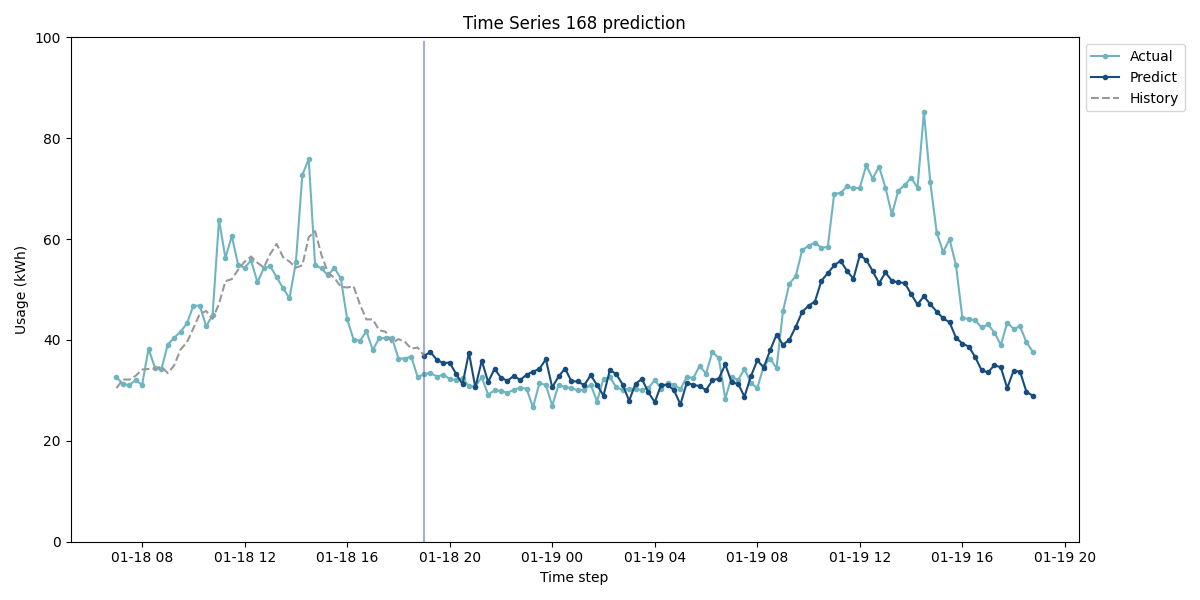 Time Series 168 prediction
100
80
60
40
20
0
Usage (kWh)
01-18 08
01-18 12
01-18 16
01-18 20
01-19 00
01-19 04
01-19 08
01-19 12
01-19 16
01-19 20
Time step
Actual
Predict
History